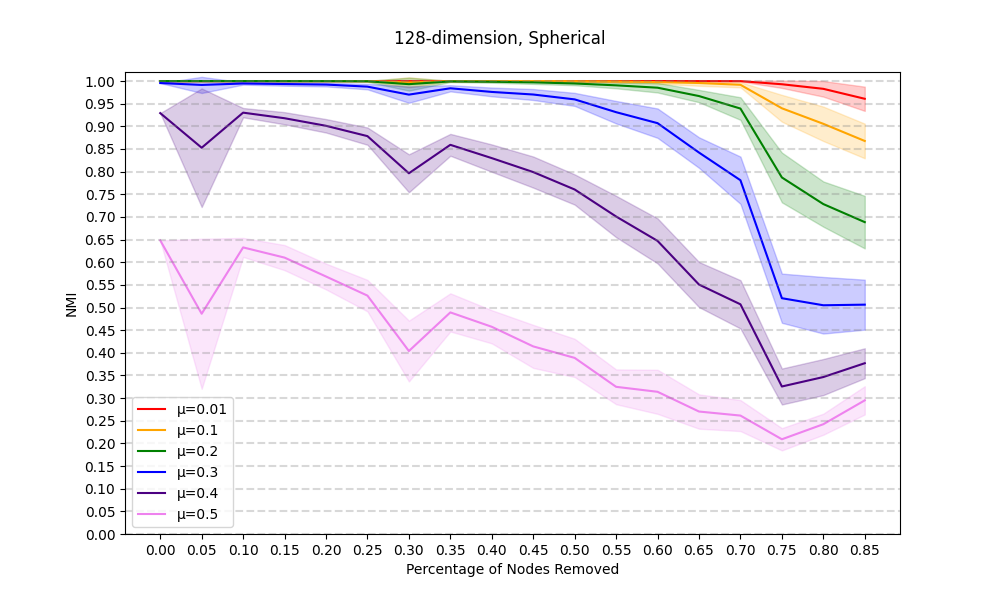 128-dimension, Spherical
1.00
0.95
0.90
0.85
0.80
0.75
0.70
0.65
0.60
0.55
0.50
0.45
0.40
0.35
0.30
0.25
0.20
0.15
0.10
0.05
0.00
NMI
μ=0.01
μ=0.1
μ=0.2
μ=0.3
μ=0.4
μ=0.5
0.00 0.05 0.10 0.15 0.20 0.25 0.30 0.35 0.40 0.45 0.50 0.55 0.60 0.65 0.70 0.75 0.80 0.85
Percentage of Nodes Removed